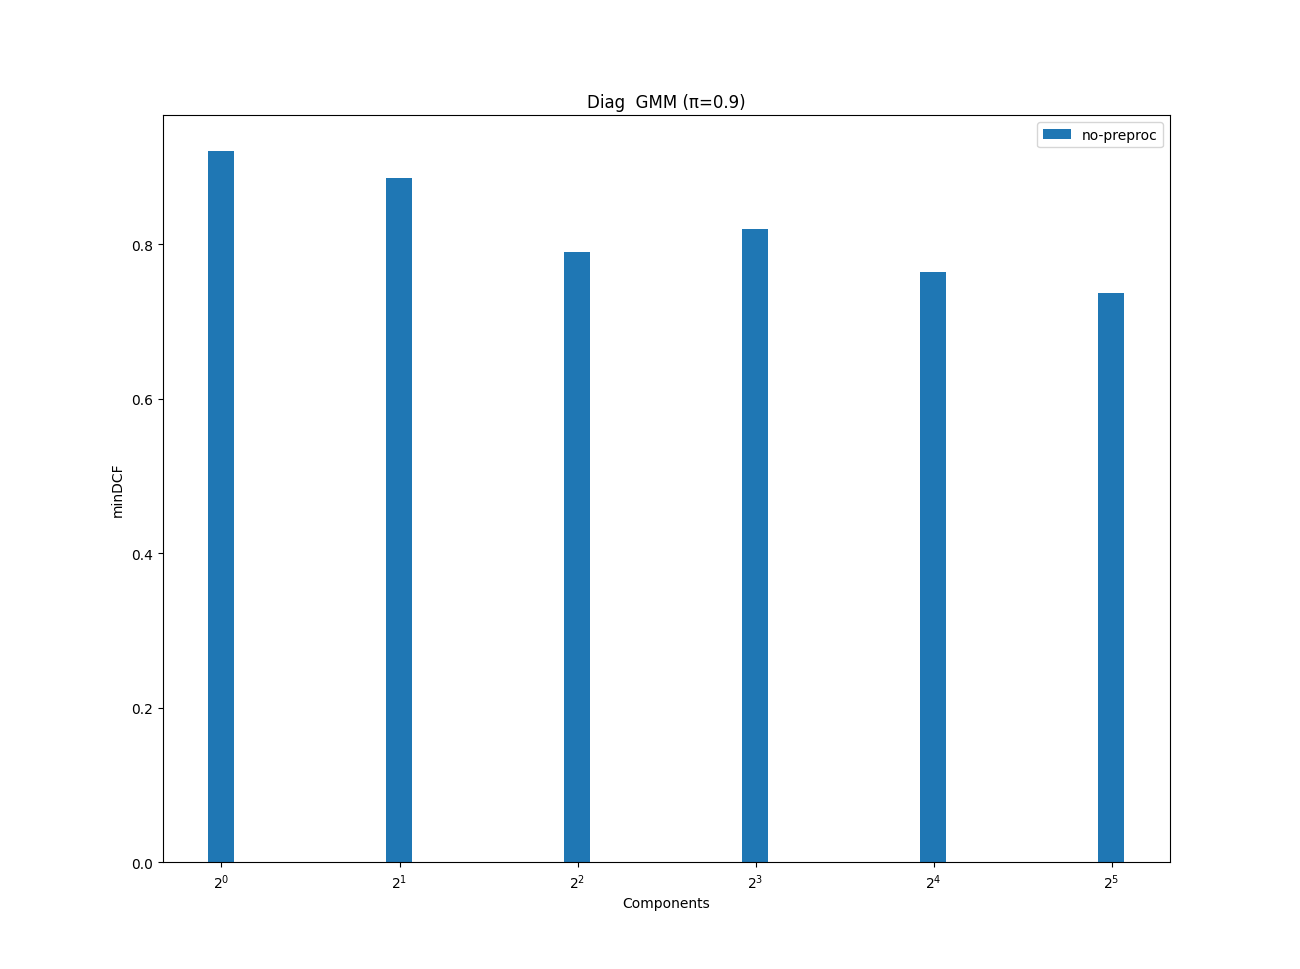 Diag  GMM (π=0.9)
no-preproc
minDCF
0.8
0.6
0.4
0.2
0.0
2⁰ 2¹ 2² 2³ 2⁴ 2⁵
Components